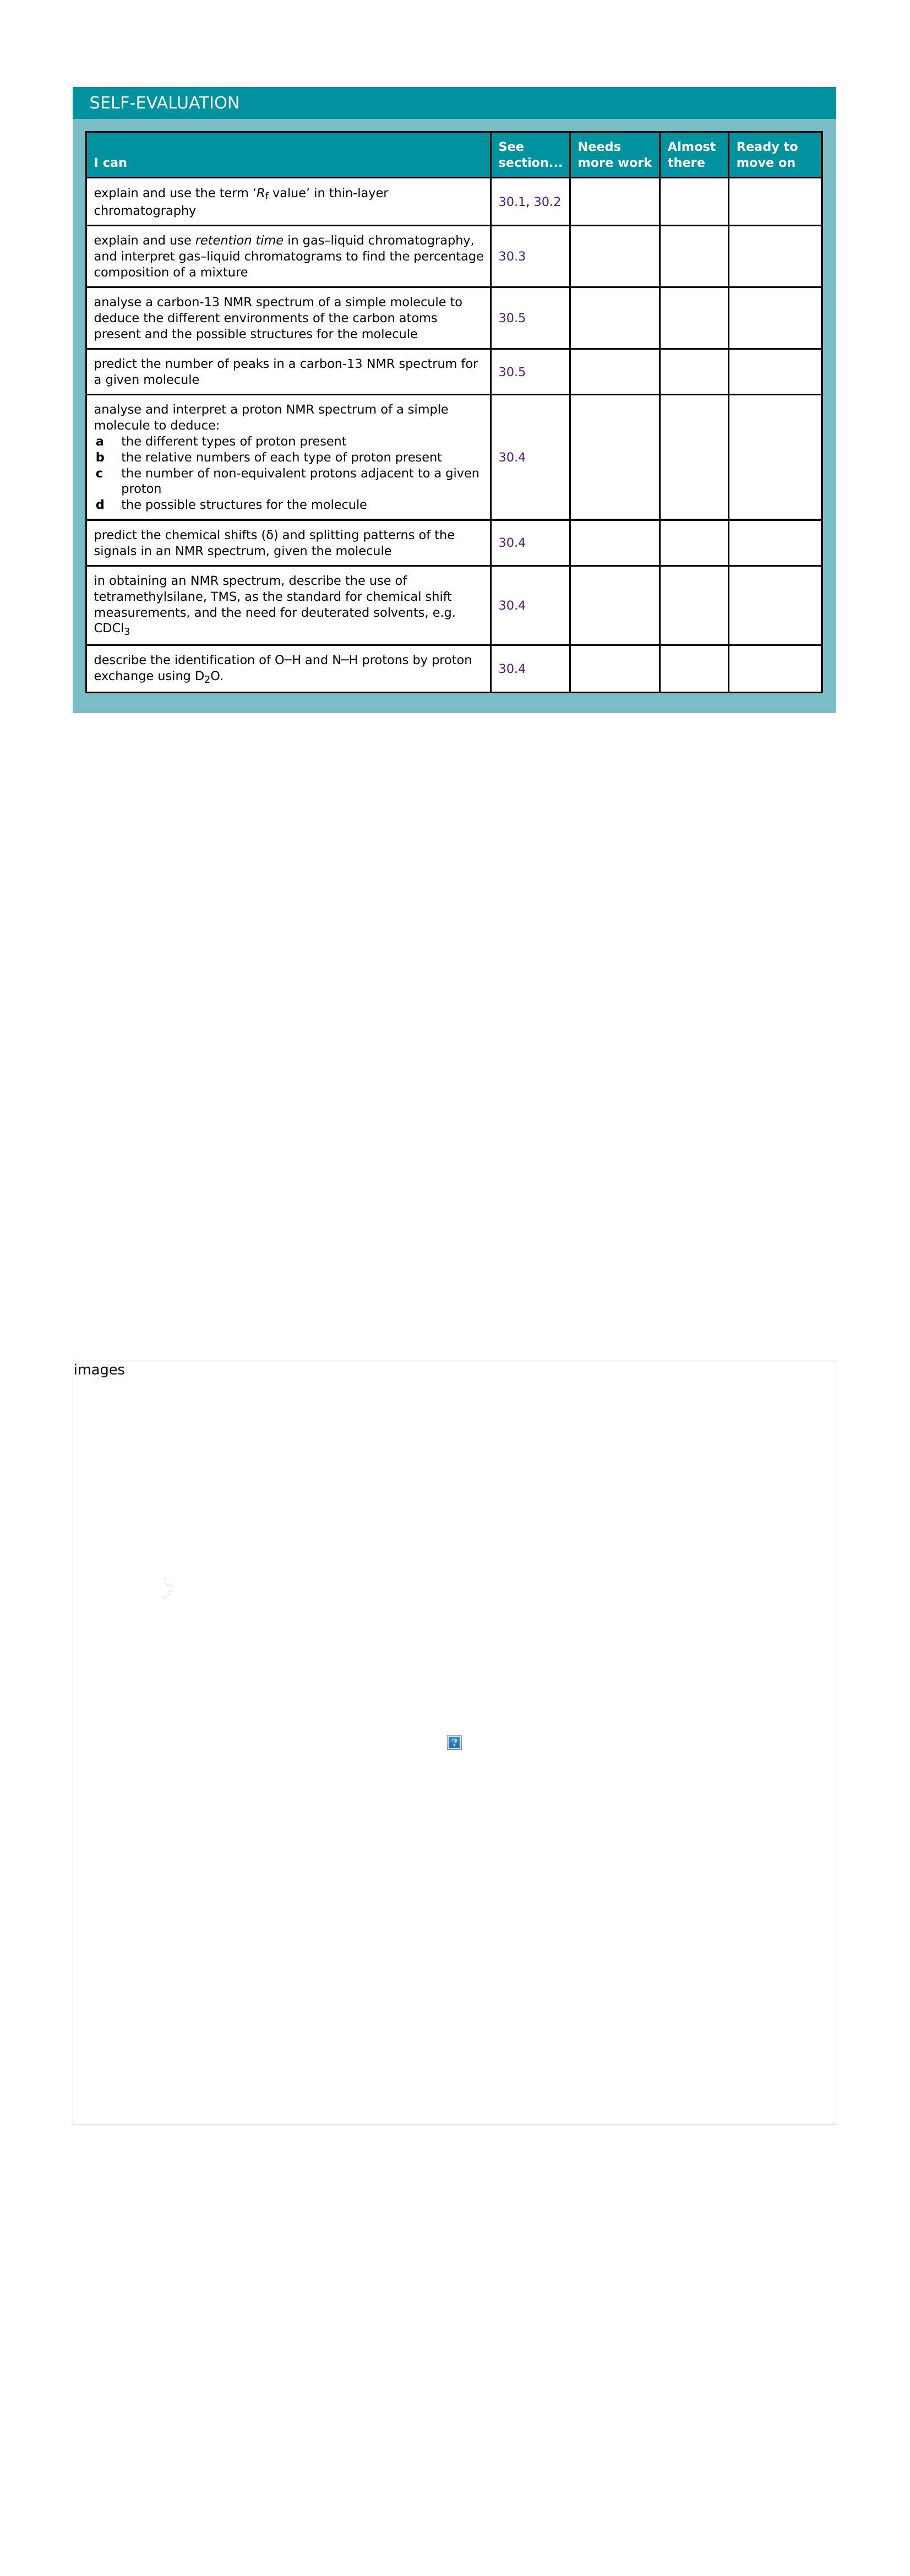 SELF-EVALUATION
I can
See section...
Needs more work
Almost there
Ready to move on
explain and use the term ‘Rf value’ in thin-layer
chromatography
30.1, 30.2
explain and use retention time in gas–liquid chromatography,
and interpret gas–liquid chromatograms to find the percentage
composition of a mixture
30.3
analyse a carbon-13 NMR spectrum of a simple molecule to
deduce the different environments of the carbon atoms
present and the possible structures for the molecule
30.5
predict the number of peaks in a carbon-13 NMR spectrum for
a given molecule
30.5
analyse and interpret a proton NMR spectrum of a simple
molecule to deduce:
a the different types of proton present
b the relative numbers of each type of proton present
c the number of non-equivalent protons adjacent to a given
proton
d the possible structures for the molecule
30.4
predict the chemical shifts (δ) and splitting patterns of the
signals in an NMR spectrum, given the molecule
30.4
in obtaining an NMR spectrum, describe the use of
tetramethylsilane, TMS, as the standard for chemical shift
measurements, and the need for deuterated solvents, e.g.
CDCl3
30.4
describe the identification of O─H and N─H protons by proton
exchange using D2O.
30.4
images